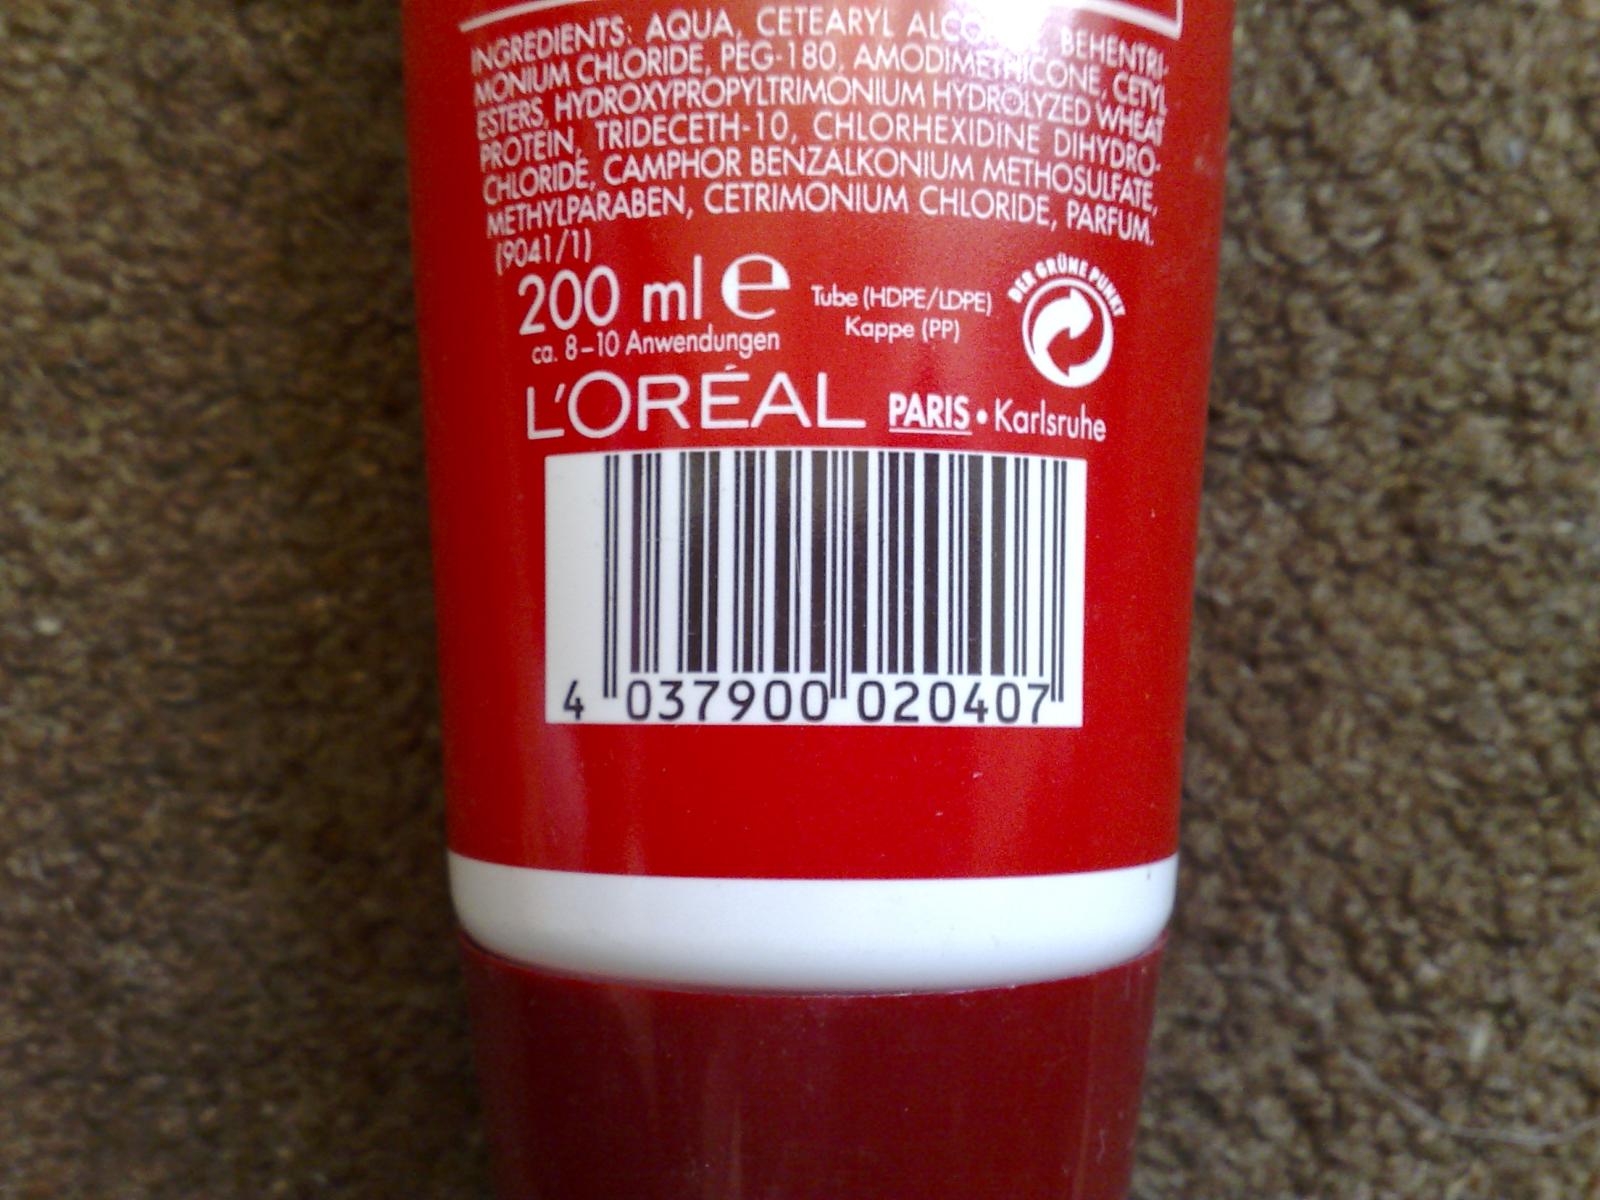 INGREDIENTS: AQUA, CETEARYL BEHENTRI-
MONIUM CHLORIDE, PEG-180, AMODIMETHICONE, CETYL
ESTERS, HYDROXYPROPYLTRIMONIUM HYDROLYZED WHEAT
PROTEIN, TRIDECETH-10, CHLORHEXIDINE DIHYDRO-
CHLORIDE, CAMPHOR BENZALKONIUM METHOSULFATE,
METHYLPARABEN, CETRIMONIUM CHLORIDE, PARFUM.
(9041/1)
200 ml e
ca. 8-10 Anwendungen
Tube (HDPE/LDPE)
Kappe (PP)
DER GRÜNE PUNKT
L'ORÉAL PARIS • Karlsruhe
4 037900 020407